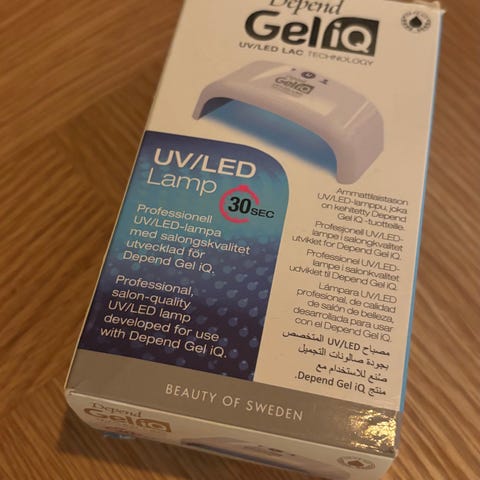 Depend
Gel iQ
UV/LED LAC TECHNOLOGY
UV/LED
Lamp
30 SEC
Professionell
UV/LED-lampa
med salongskvalitet
utvecklad för
Depend Gel iQ.
Professional,
salon-quality
UV/LED lamp
developed for use
with Depend Gel iQ.
Ammattilaistason
UV/LED-lamppu, joka
on kehitetty Depend
Gel iQ -tuotteille.
Profesjonell UV/LED-
lampe i salongkvalitet
utviklet for Depend Gel iQ.
Professionel UV/LED-
lampe i salonkvalitet
udviklet til Depend Gel iQ.
Lámpara UV/LED
profesional, de calidad
de salón de belleza,
desarrollada para usar
con el Depend Gel iQ.
مصباح UV/LED المتخصص
بجودة صالونات التجميل
صنع للاستخدام مع
منتج Depend Gel iQ.
BEAUTY OF SWEDEN
Depend
Gel iQ